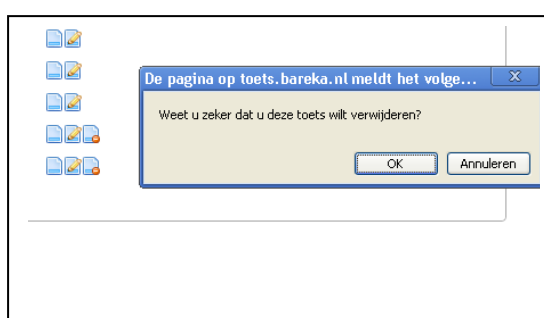 De pagina op toets.bareka.nl meldt het volge...
Weet u zeker dat u deze toets wilt verwijderen?
OK Annuleren